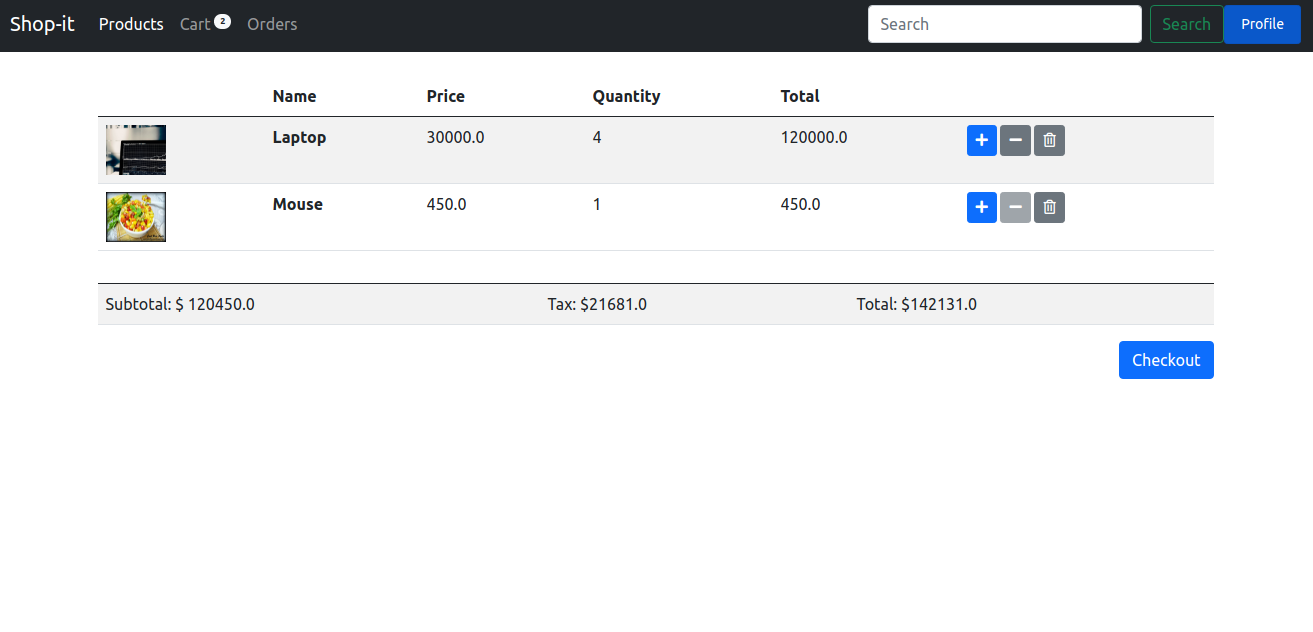 Shop-it Products Cart 2 Orders Search Search Profile
Name Price Quantity Total
Laptop 30000.0 4 120000.0
Mouse 450.0 1 450.0
Subtotal: $ 120450.0 Tax: $21681.0 Total: $142131.0
Checkout